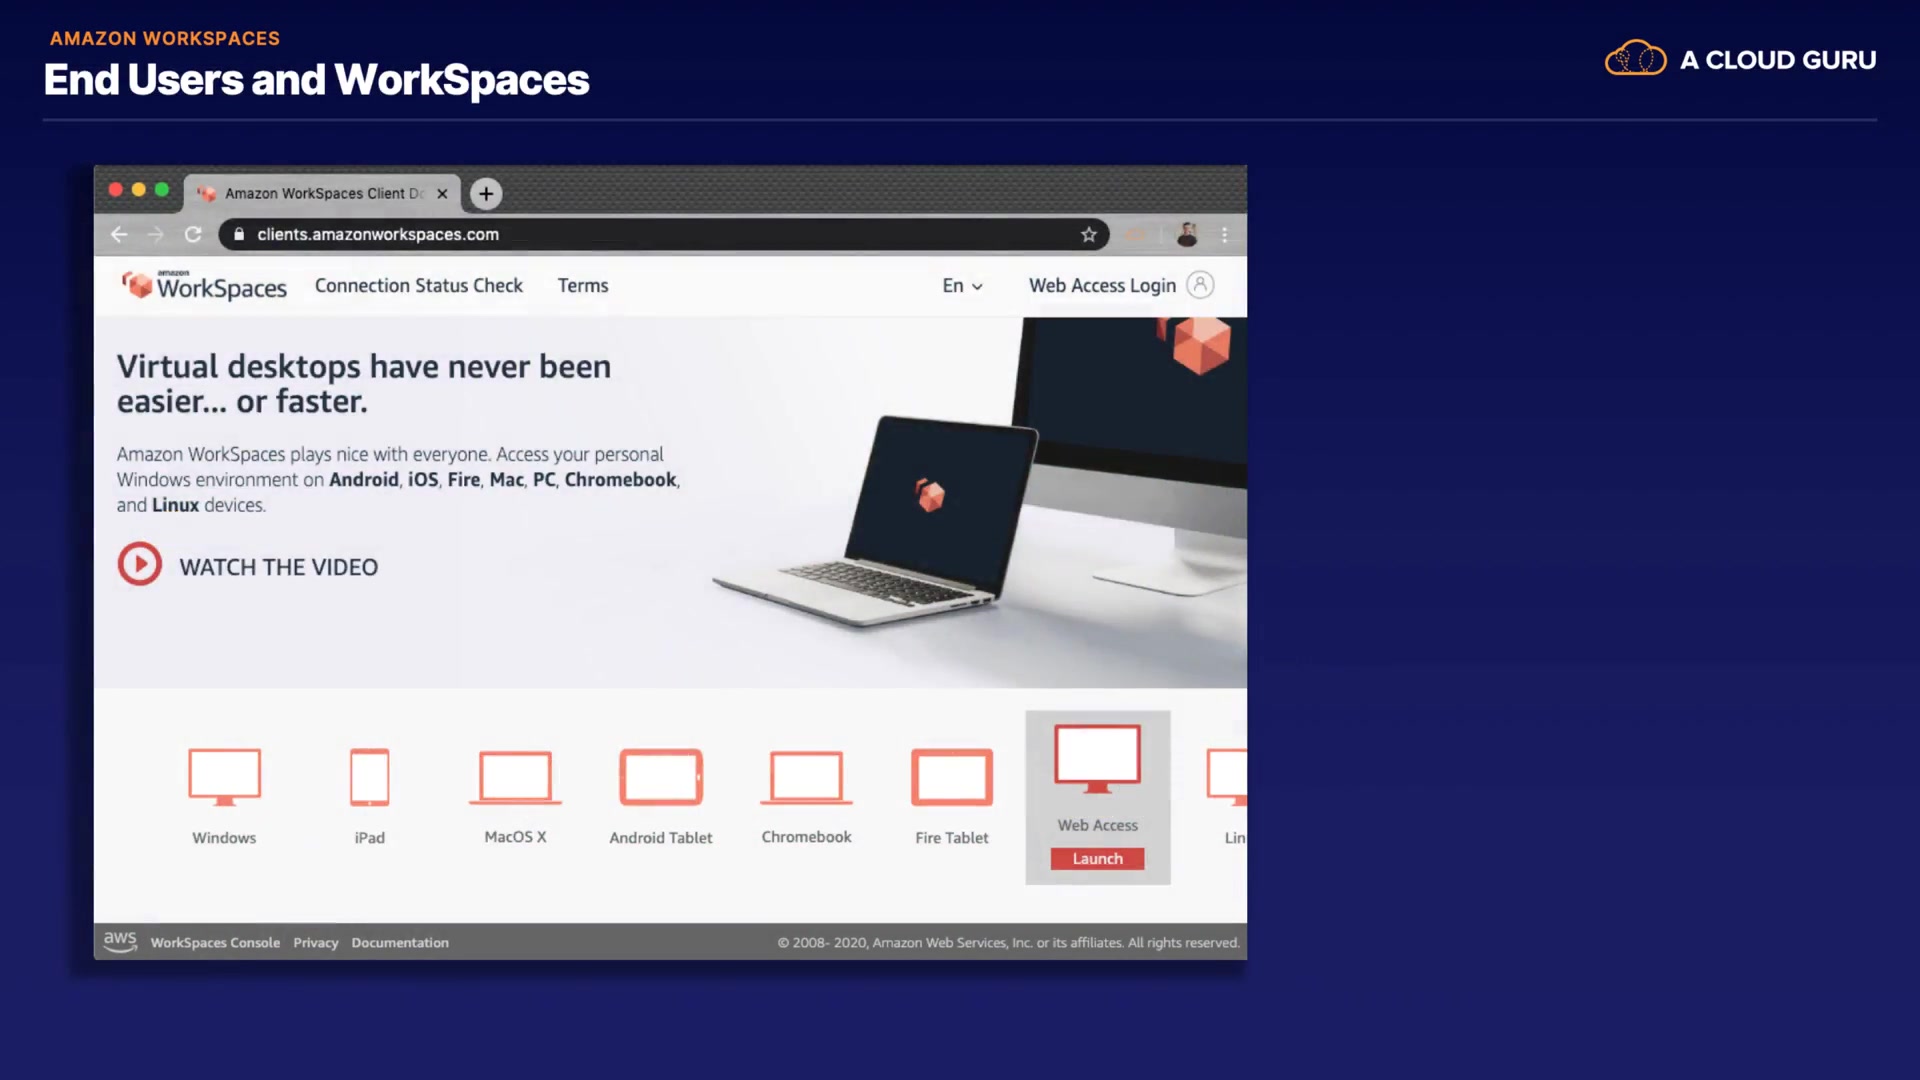 AMAZON WORKSPACES
End Users and WorkSpaces
A CLOUD GURU
Amazon WorkSpaces Client Do
clients.amazonworkspaces.com
amazon
WorkSpaces
Connection Status Check
Terms
En
Web Access Login
Virtual desktops have never been
easier... or faster.
Amazon WorkSpaces plays nice with everyone. Access your personal
Windows environment on Android, iOS, Fire, Mac, PC, Chromebook,
and Linux devices.
WATCH THE VIDEO
Windows
iPad
MacOS X
Android Tablet
Chromebook
Fire Tablet
Web Access
Launch
Lin
aws
WorkSpaces Console
Privacy
Documentation
© 2008- 2020, Amazon Web Services, Inc. or its affiliates. All rights reserved.